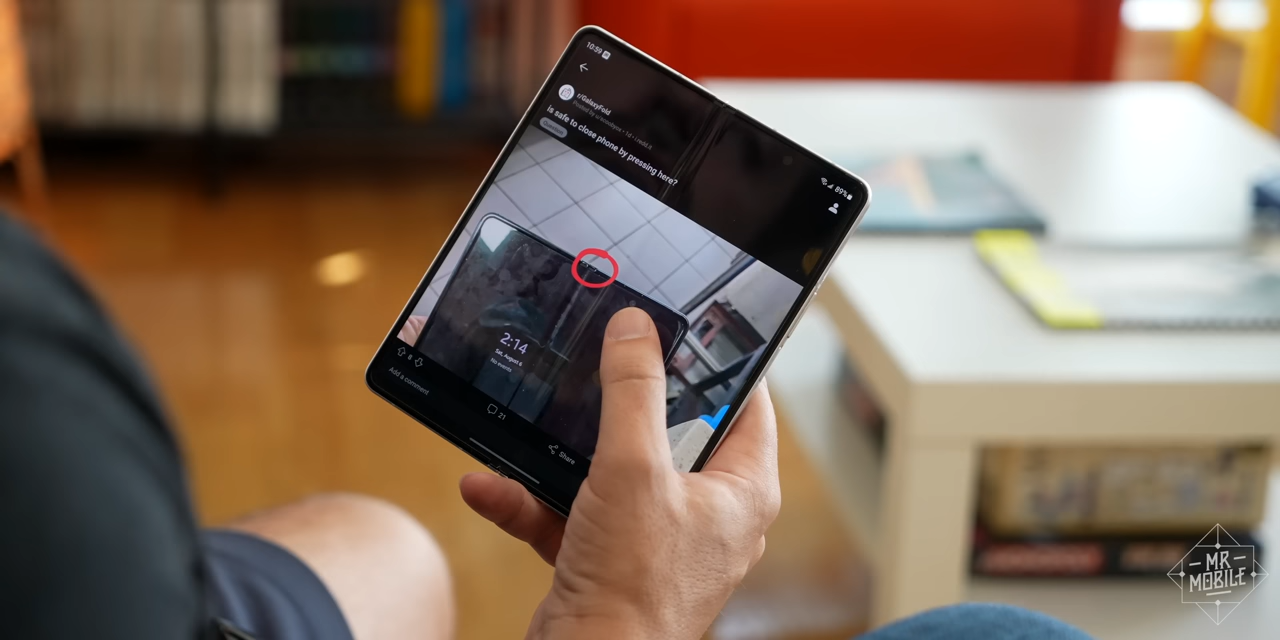 10:59
89%
r/GalaxyFold
is safe to close phone by pressing here?
2:14
Sat, August 6
No events
8
Add a comment
21
Share
MR
MOBILE